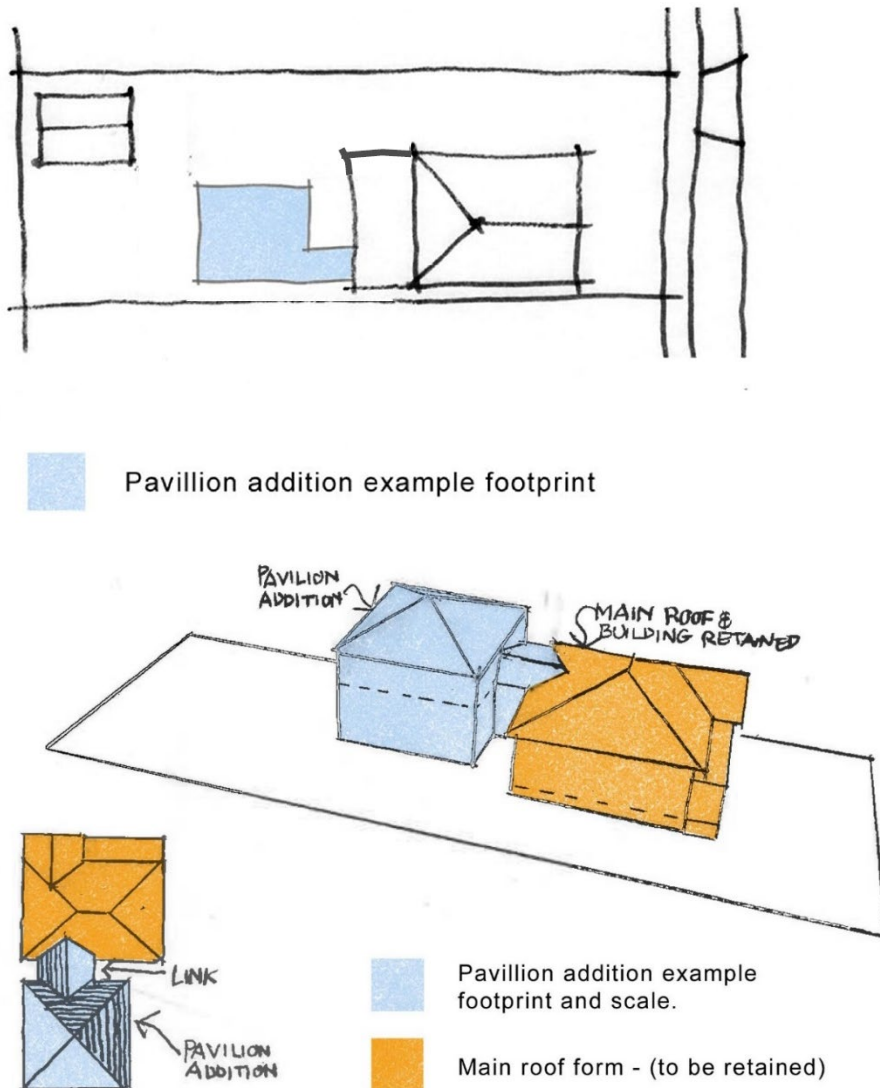 Pavillion addition example footprint
PAVILION
ADDITION
MAIN ROOF &
BUILDING RETAINED
LINK
PAVILION
ADDITION
Pavillion addition example
footprint and scale.
Main roof form - (to be retained)